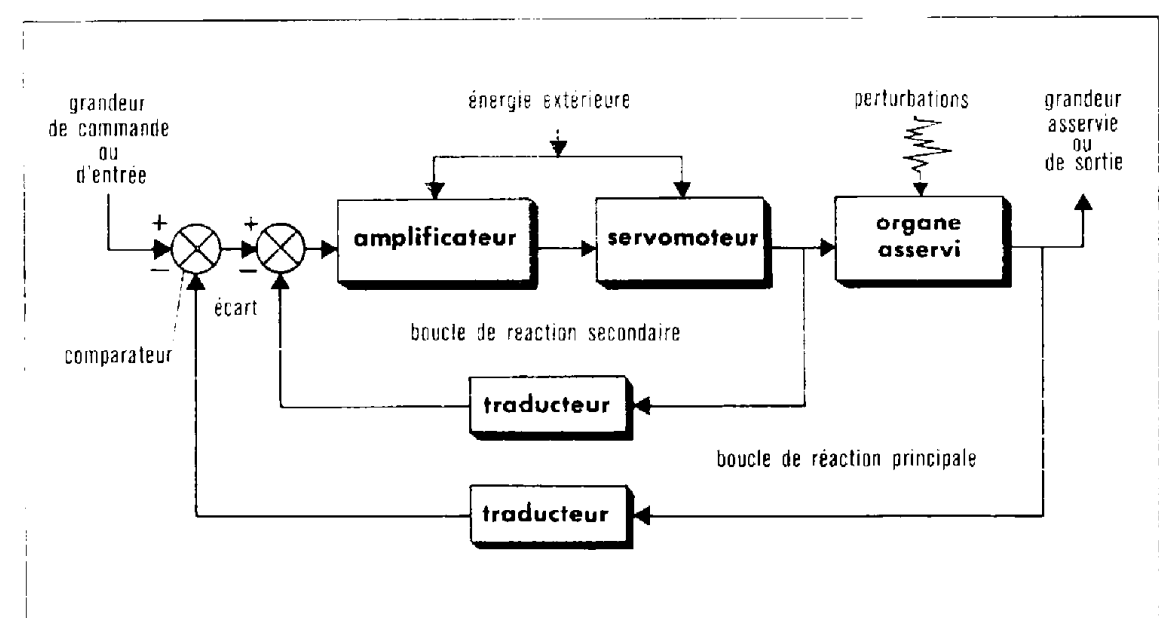 grandeur
de commande
ou
d'entrée
énergie extérieure
perturbations
grandeur
asservie
ou
de sortie
+
−
+
−
amplificateur
servomoteur
organe
asservi
écart
comparateur
boucle de reaction secondaire
traducteur
boucle de réaction principale
traducteur